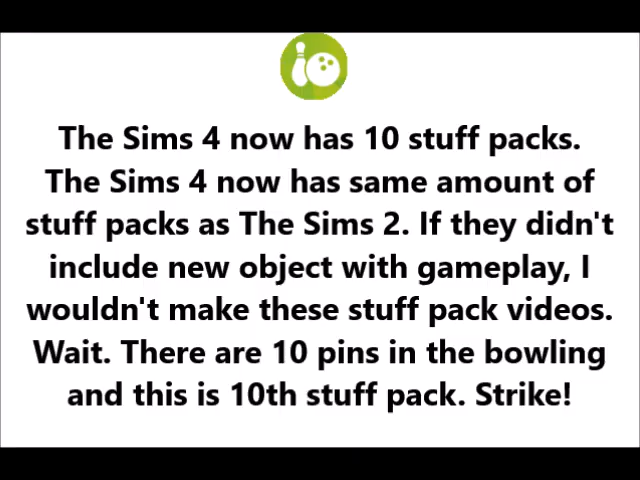 The Sims 4 now has 10 stuff packs.
The Sims 4 now has same amount of
stuff packs as The Sims 2. If they didn't
include new object with gameplay, I
wouldn't make these stuff pack videos.
Wait. There are 10 pins in the bowling
and this is 10th stuff pack. Strike!